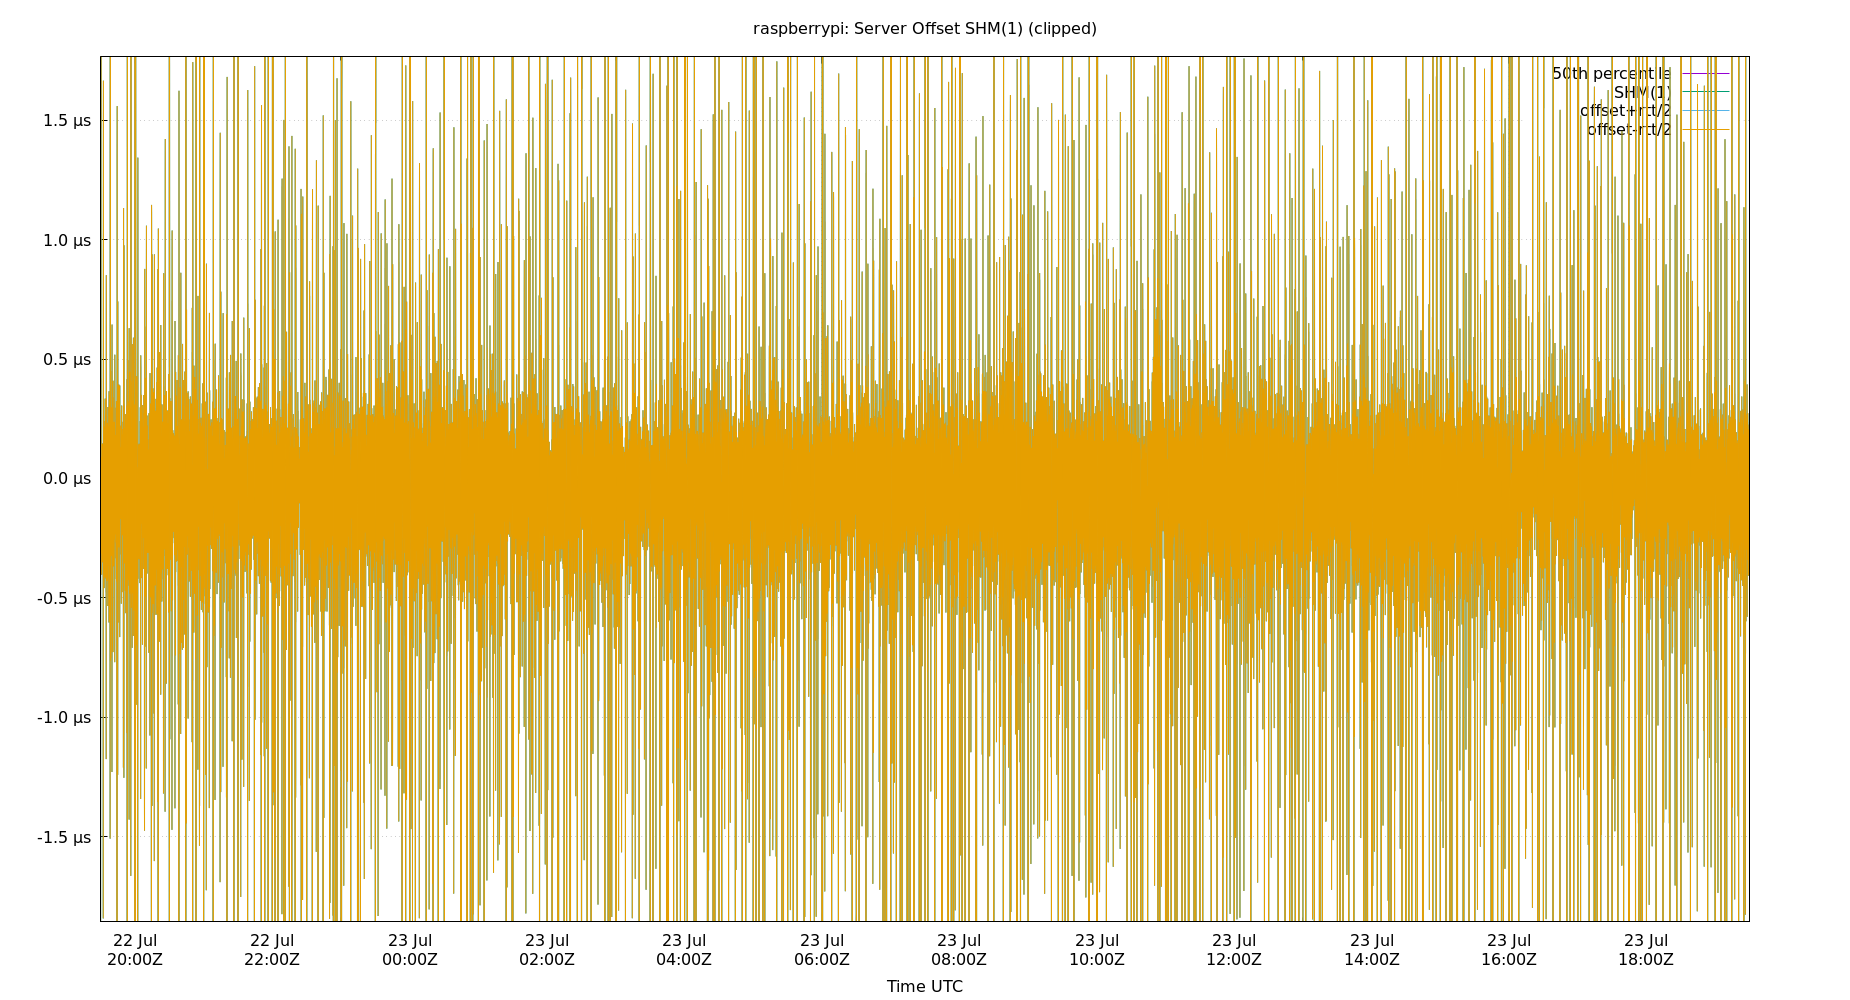 raspberrypi: Server Offset SHM(1) (clipped)
50th percentile
SHM(1)
offset+rtt/2
offset-rtt/2
1.5 µs
1.0 µs
0.5 µs
0.0 µs
-0.5 µs
-1.0 µs
-1.5 µs
22 Jul 22 Jul 23 Jul 23 Jul 23 Jul 23 Jul 23 Jul 23 Jul 23 Jul 23 Jul 23 Jul 23 Jul
20:00Z 22:00Z 00:00Z 02:00Z 04:00Z 06:00Z 08:00Z 10:00Z 12:00Z 14:00Z 16:00Z 18:00Z
Time UTC